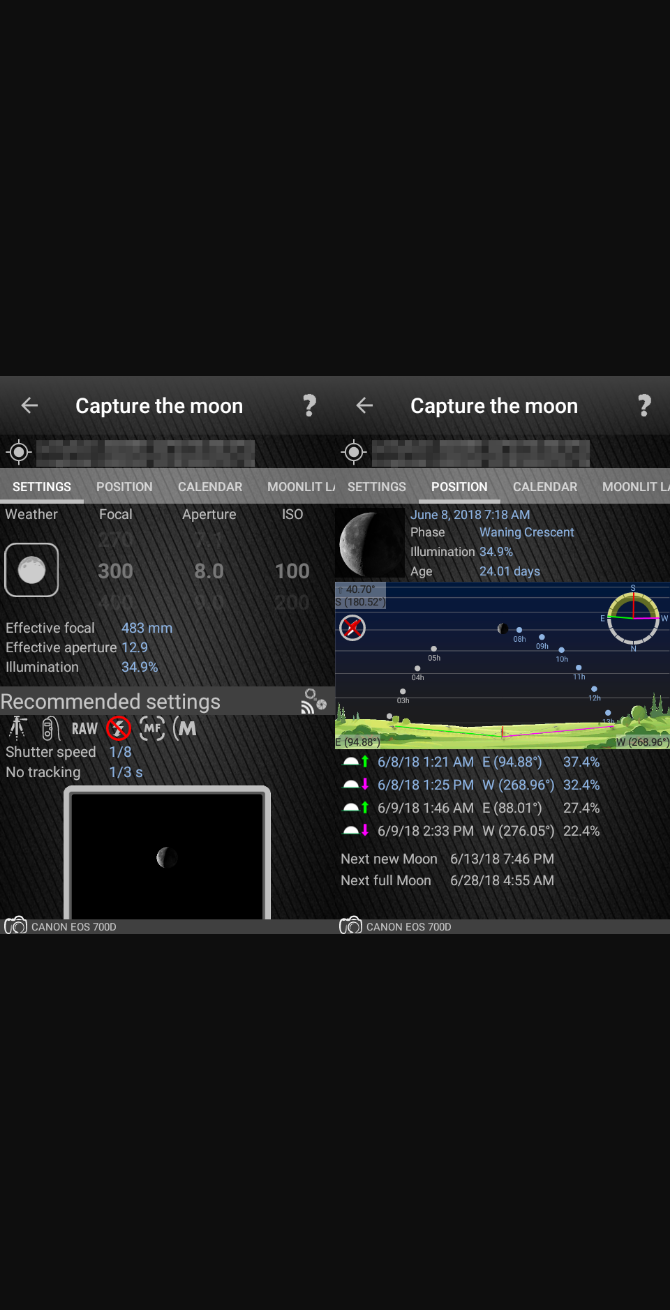 Capture the moon ?
SETTINGS POSITION CALENDAR MOONLIT LA
Weather Focal Aperture ISO
270
300 8.0 100
200
Effective focal 483 mm
Effective aperture 12.9
Illumination 34.9%
Recommended settings
RAW MF (M
Shutter speed 1/8
No tracking 1/3 s
CANON EOS 700D
Capture the moon ?
SETTINGS POSITION CALENDAR MOONLIT LA
June 8, 2018 7:18 AM
Phase Waning Crescent
Illumination 34.9%
Age 24.01 days
40.70°
S (180.52°)
S
E W
N
08h
09h
05h
10h
04h
11h
03h
12h
13h
E (94.88°) W (268.96°)
6/8/18 1:21 AM E (94.88°) 37.4%
6/8/18 1:25 PM W (268.96°) 32.4%
6/9/18 1:46 AM E (88.01°) 27.4%
6/9/18 2:33 PM W (276.05°) 22.4%
Next new Moon 6/13/18 7:46 PM
Next full Moon 6/28/18 4:55 AM
CANON EOS 700D